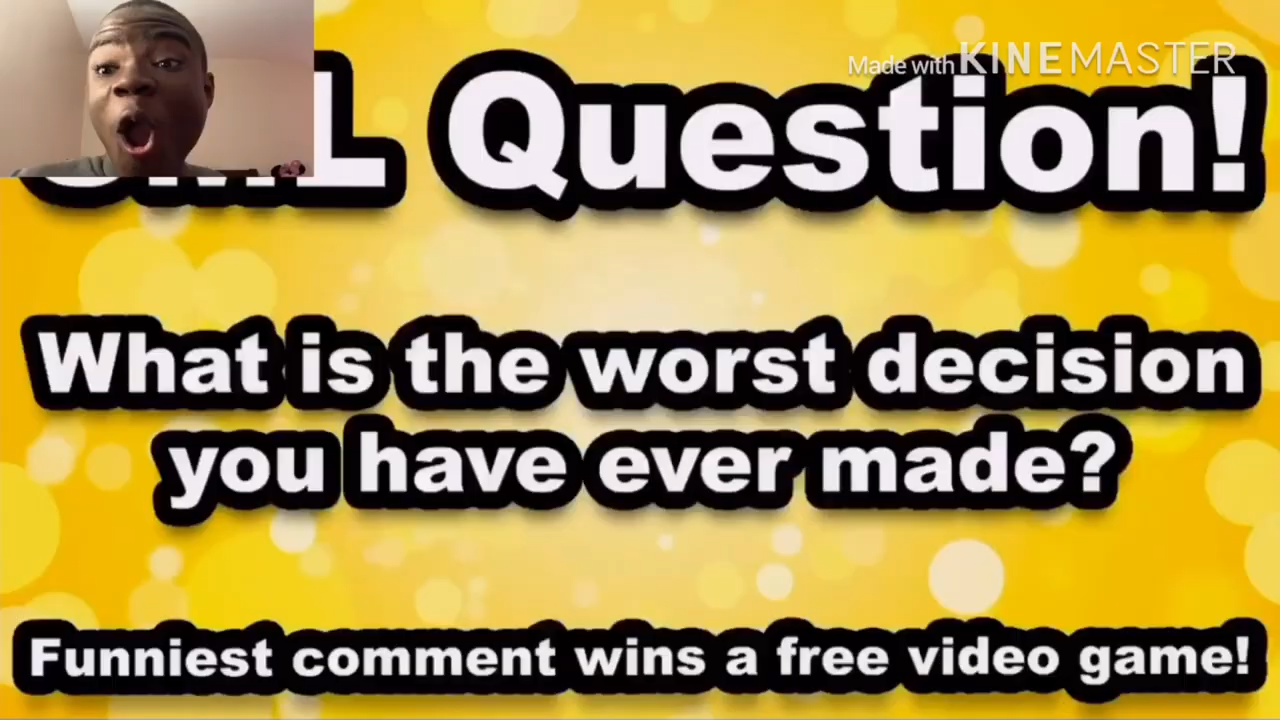 Made with KINEMASTER
Question!
What is the worst decision
you have ever made?
Funniest comment wins a free video game!